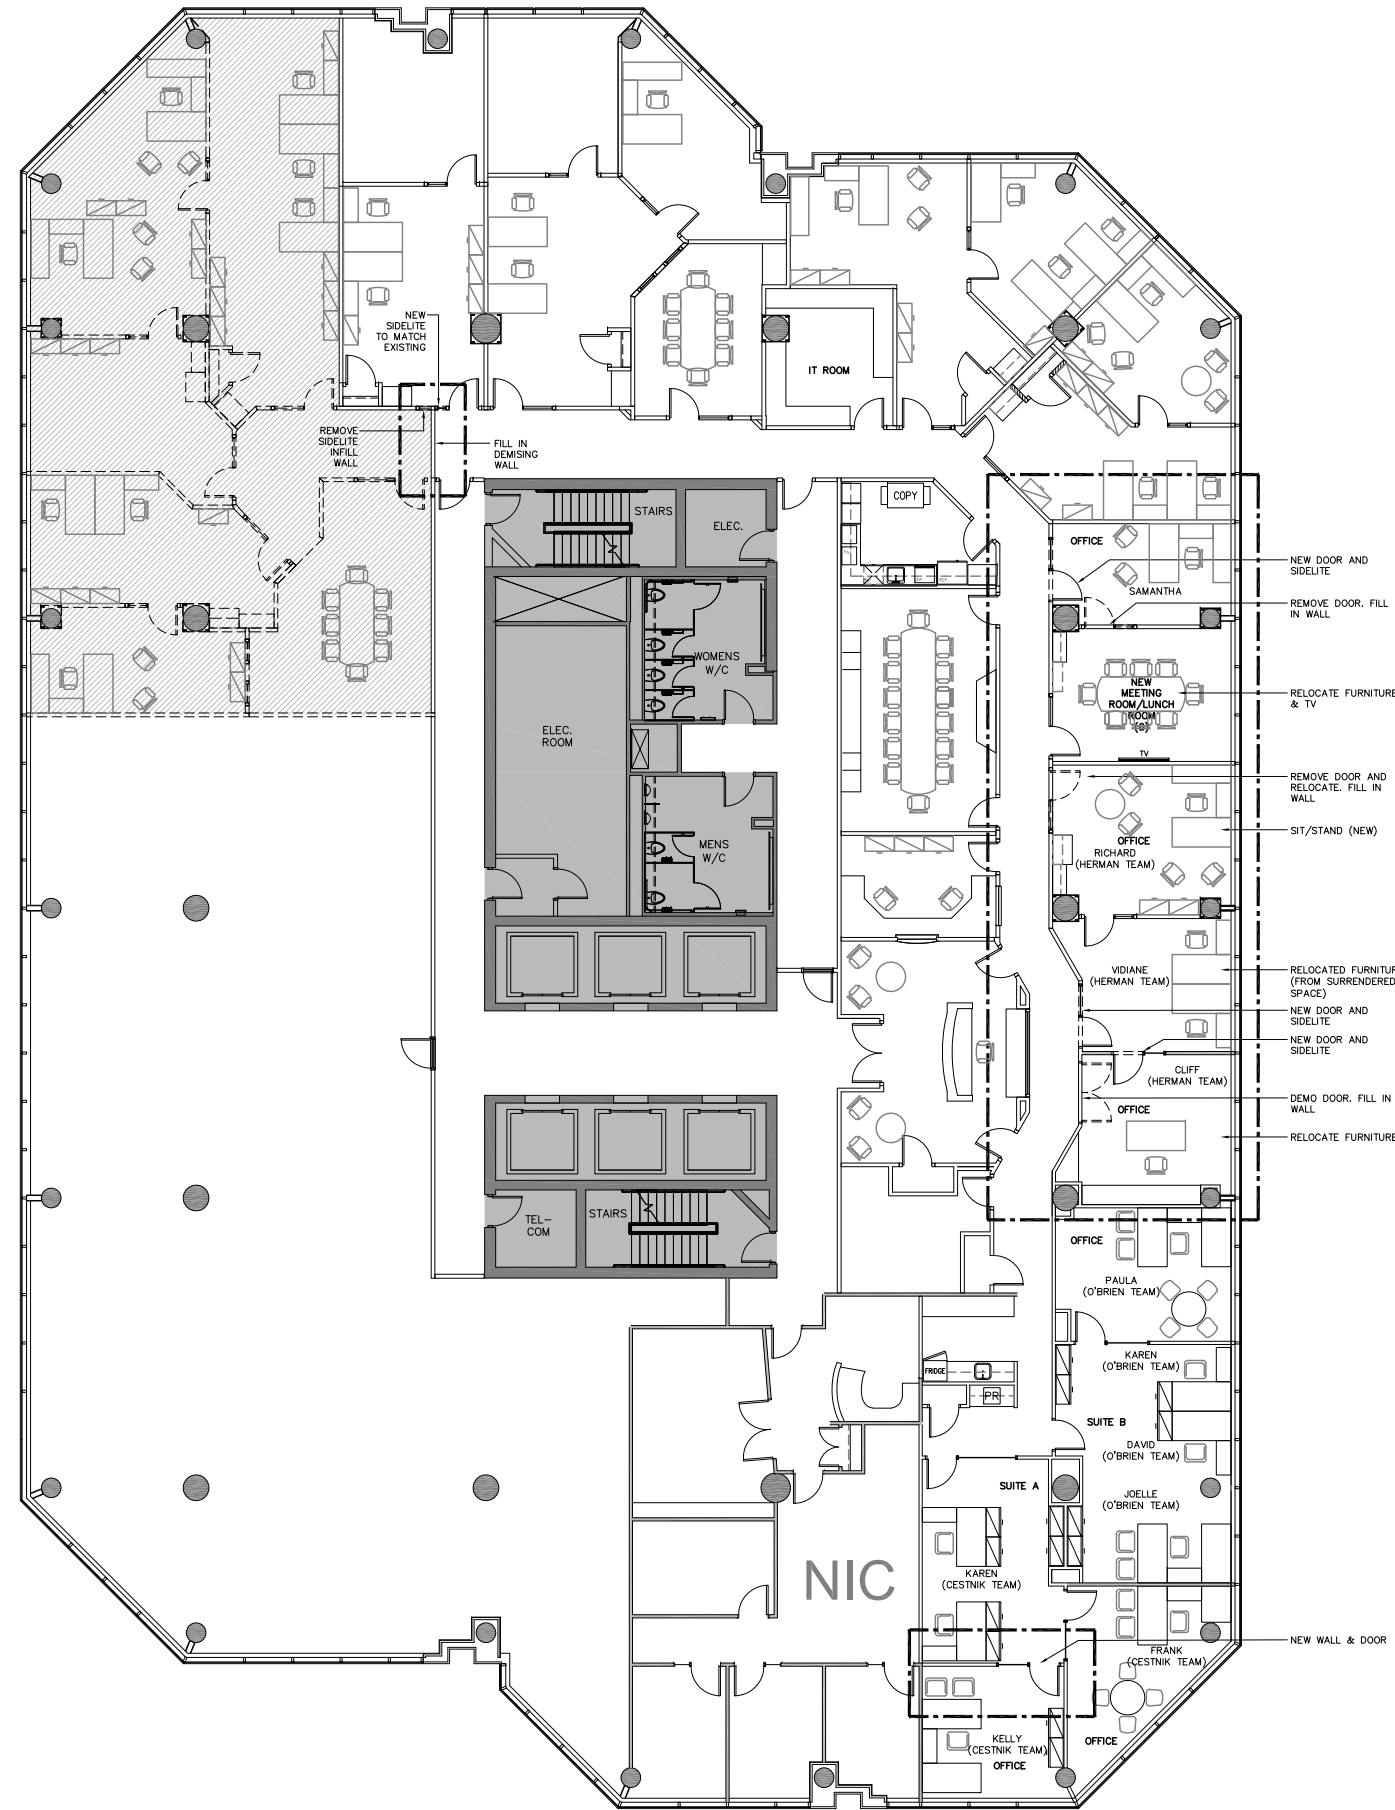 NEW
SIDELITE
TO MATCH
EXISTING
REMOVE
SIDELITE
INFILL
WALL
FILL IN
DEMISING
WALL
IT ROOM
STAIRS
ELEC.
COPY
OFFICE
SAMANTHA
NEW DOOR AND
SIDELITE
REMOVE DOOR. FILL
IN WALL
WOMENS
W/C
NEW
MEETING
ROOM/LUNCH
ROOM
(8)
TV
RELOCATE FURNITURE
& TV
ELEC.
ROOM
REMOVE DOOR AND
RELOCATE. FILL IN
WALL
SIT/STAND (NEW)
MENS
W/C
OFFICE
RICHARD
(HERMAN TEAM)
VIDIANE
(HERMAN TEAM)
RELOCATED FURNITUR
(FROM SURRENDERED
SPACE)
NEW DOOR AND
SIDELITE
NEW DOOR AND
SIDELITE
CLIFF
(HERMAN TEAM)
OFFICE
DEMO DOOR. FILL IN
WALL
RELOCATE FURNITURE
TEL-
COM
STAIRS
OFFICE
PAULA
(O'BRIEN TEAM)
KAREN
(O'BRIEN TEAM)
FRIDGE
PR
SUITE B
DAVID
(O'BRIEN TEAM)
SUITE A
JOELLE
(O'BRIEN TEAM)
NIC
KAREN
(CESTNIK TEAM)
NEW WALL & DOOR
FRANK
(CESTNIK TEAM)
KELLY
(CESTNIK TEAM)
OFFICE
OFFICE